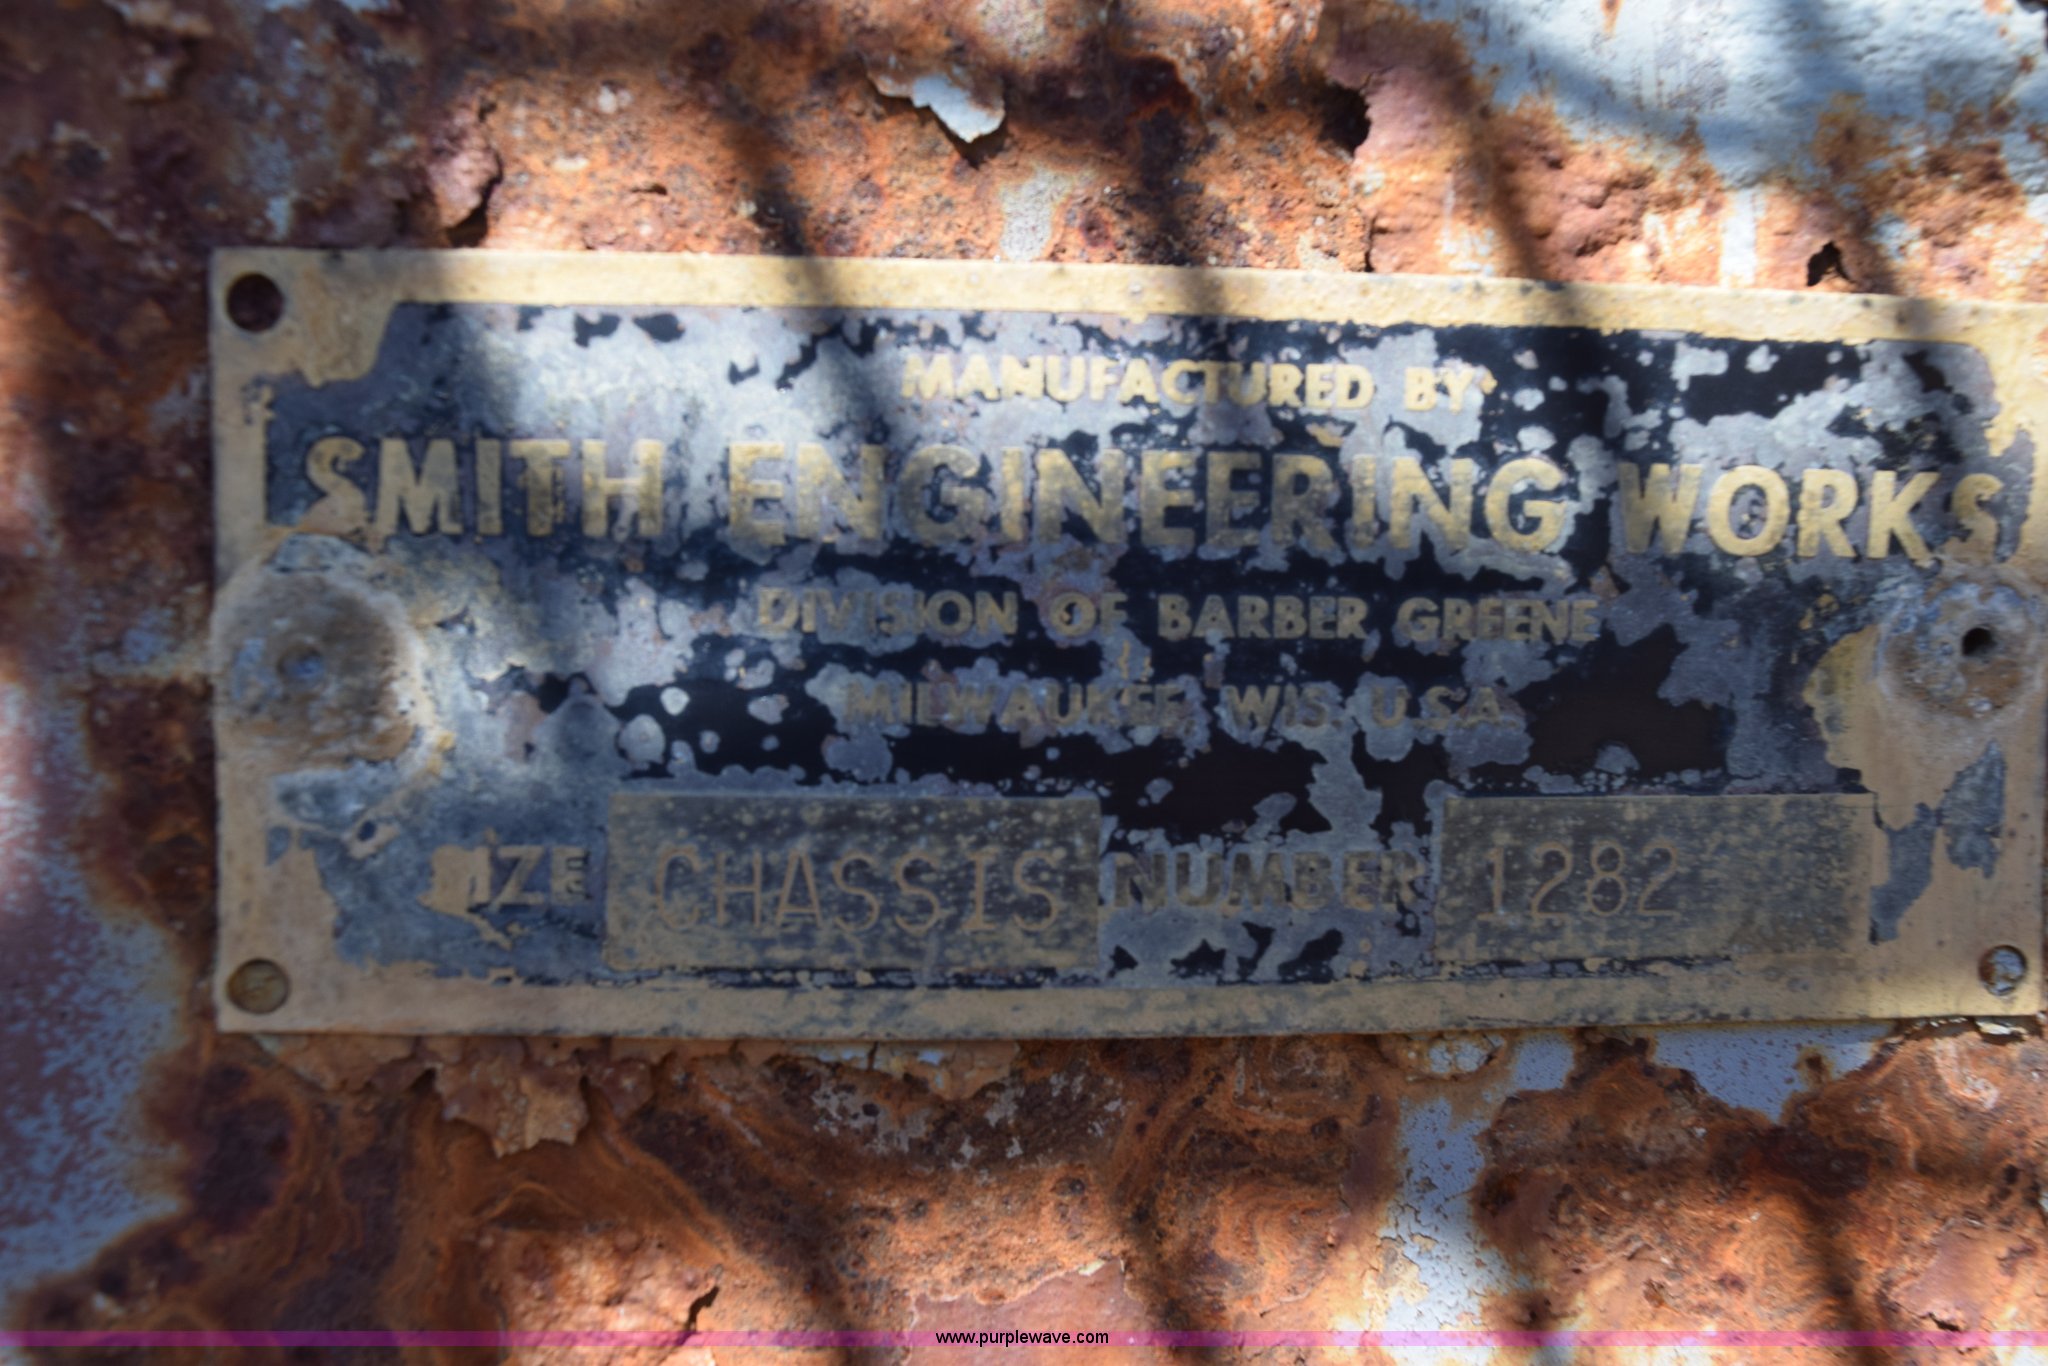 MANUFACTURED BY
SMITH ENGINEERING WORKS
DIVISION OF BARBER GREENE
MILWAUKEE, WIS. U.S.A.
SIZE CHASSIS NUMBER 1282
www.purplewave.com